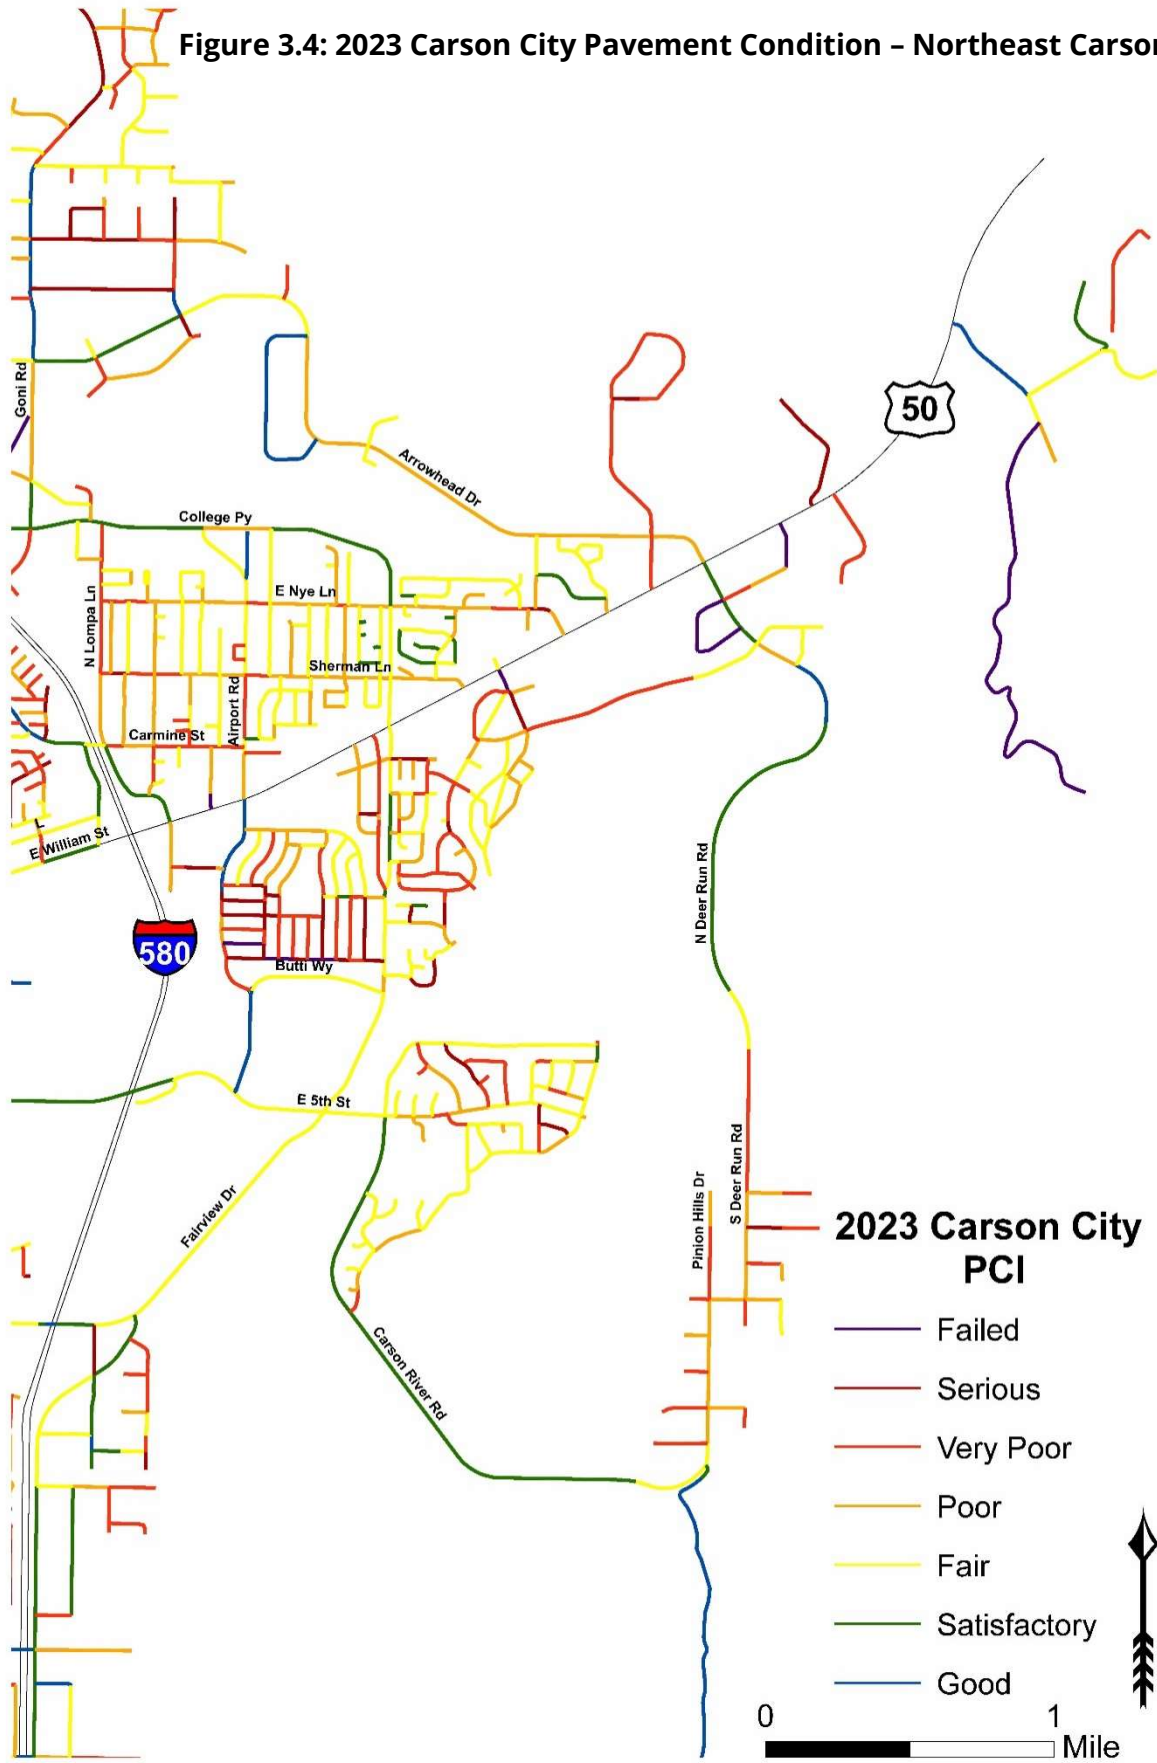 Figure 3.4: 2023 Carson City Pavement Condition – Northeast Carson
Goni Rd
50
Arrowhead Dr
College Py
E Nye Ln
N Lompa Ln
Sherman Ln
Airport Rd
Carmine St
L
E William St
N Deer Run Rd
580
Butti Wy
E 5th St
S Deer Run Rd
Pinion Hills Dr
Fairview Dr
Carson River Rd
2023 Carson City
PCI
Failed
Serious
Very Poor
Poor
Fair
Satisfactory
Good
0 1
Mile